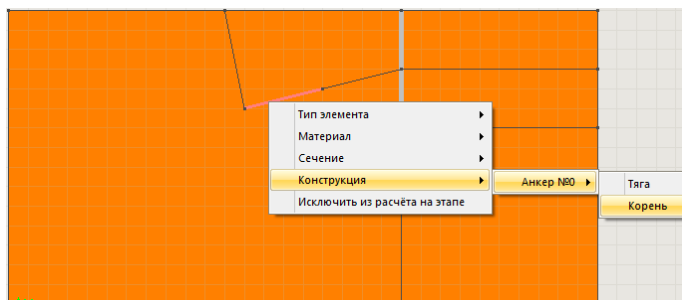 Тип элемента
Материал
Сечение
Конструкция
Исключить из расчёта на этапе
Анкер №0
Тяга
Корень